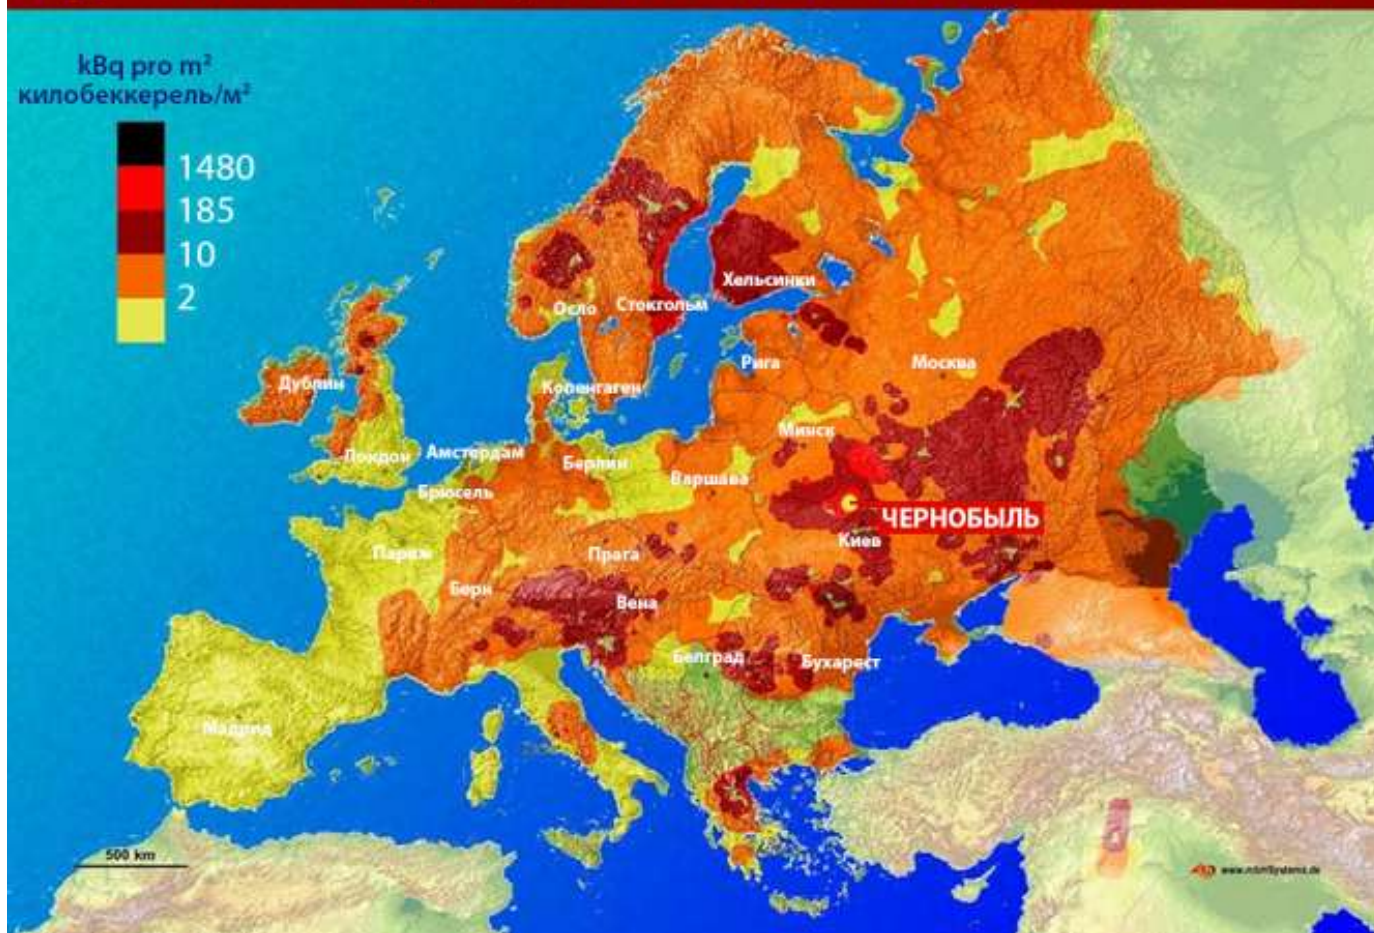 kBq pro m²
килобеккерель/м²
1480
185
10
2
Хельсинки
Осло
Стокгольм
Рига
Москва
Дублин
Копенгаген
Минск
Лондон
Амстердам
Берлин
Варшава
Брюсель
ЧЕРНОБЫЛЬ
Киев
Париж
Прага
Берн
Вена
Белград
Бухарест
Мадрид
500 km